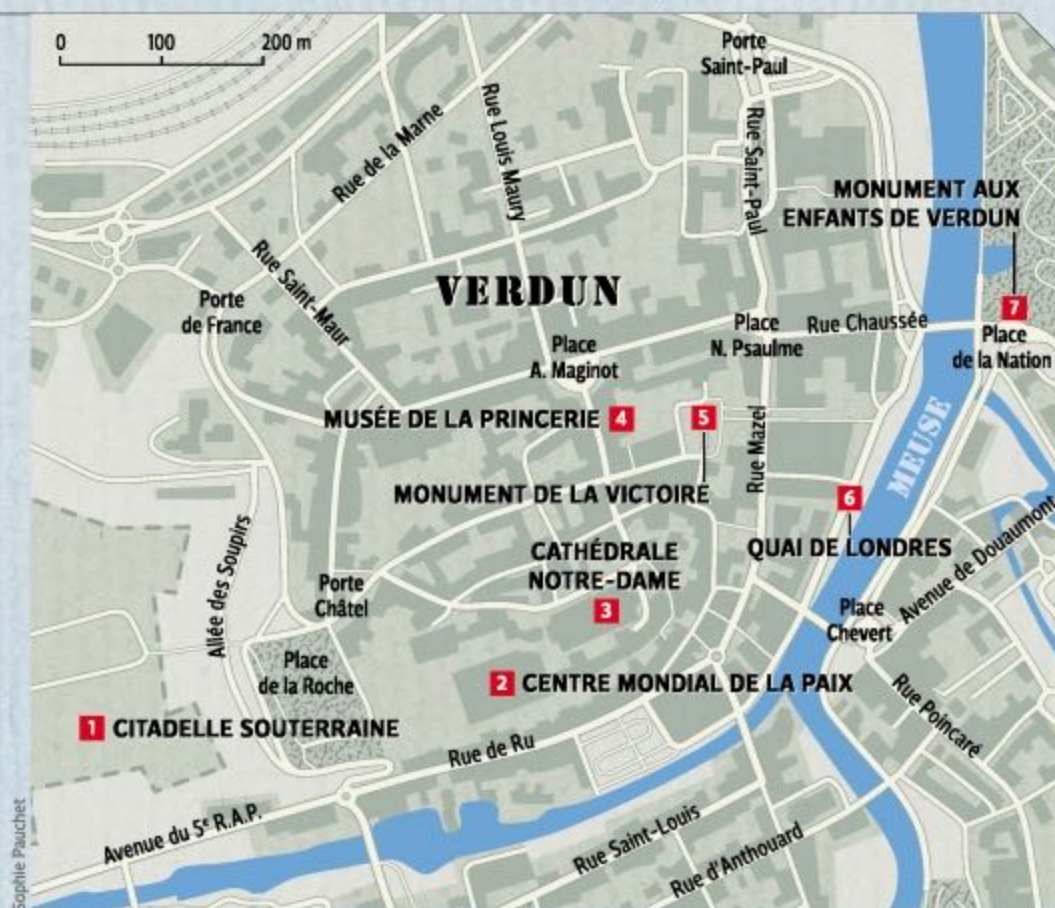 0 100 200 m
Porte
Saint-Paul
Rue de la Marne
Rue Louis Maury
Rue Saint-Paul
MONUMENT AUX
ENFANTS DE VERDUN
Rue Saint-Maur
VERDUN
Porte
de France
7
Place
A. Maginot
Place
N. Psaulme
Rue Chaussée
Place
de la Nation
MUSÉE DE LA PRINCERIE 4
5
Rue Mazel
MEUSE
MONUMENT DE LA VICTOIRE
6
QUAI DE LONDRES
CATHÉDRALE
NOTRE-DAME
3
Avenue de Douaumont
Allée des Soupirs
Porte
Châtel
Place
Chevert
Place
de la Roche
2 CENTRE MONDIAL DE LA PAIX
Rue Poincaré
1 CITADELLE SOUTERRAINE
Rue de Ru
Avenue du 5e R.A.P.
Rue Saint-Louis
Rue d'Anthouard
Sophie Pauchet